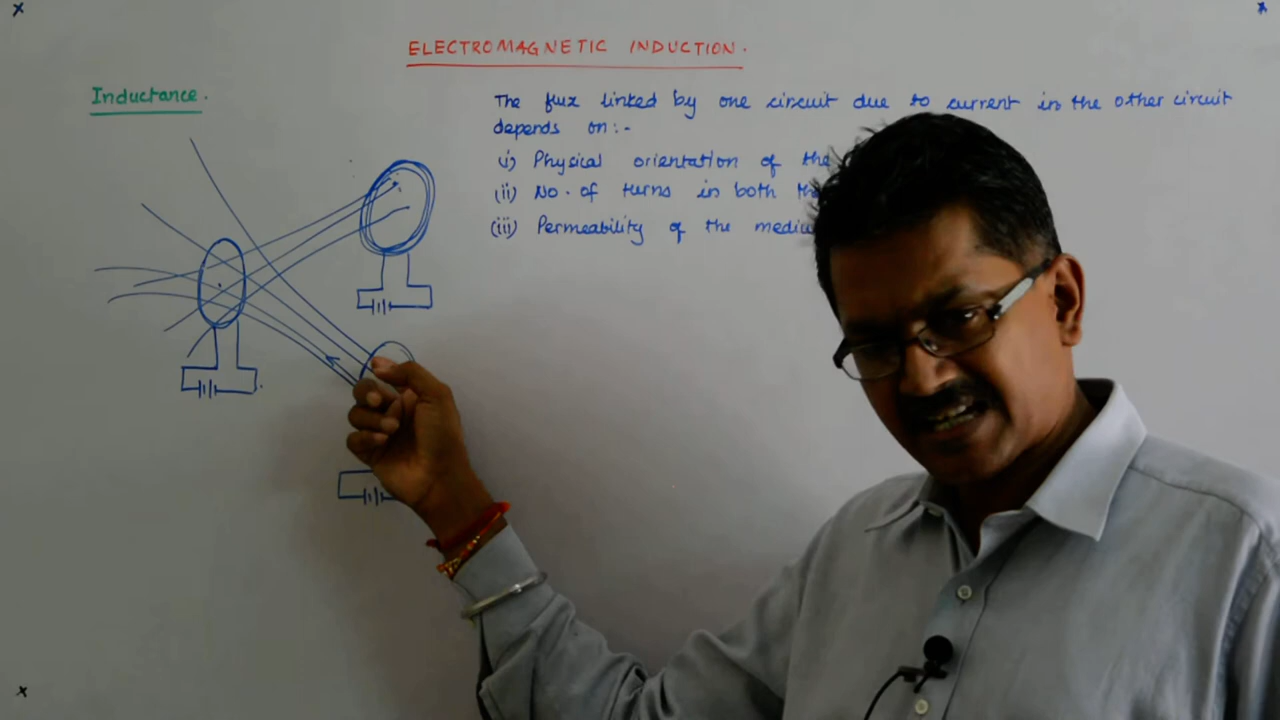 ELECTROMAGNETIC INDUCTION.
Inductance.
The flux linked by one circuit due to current in the other circuit
depends on:-
(i) Physical orientation of the
(ii) No. of turns in both
(iii) Permeability of the